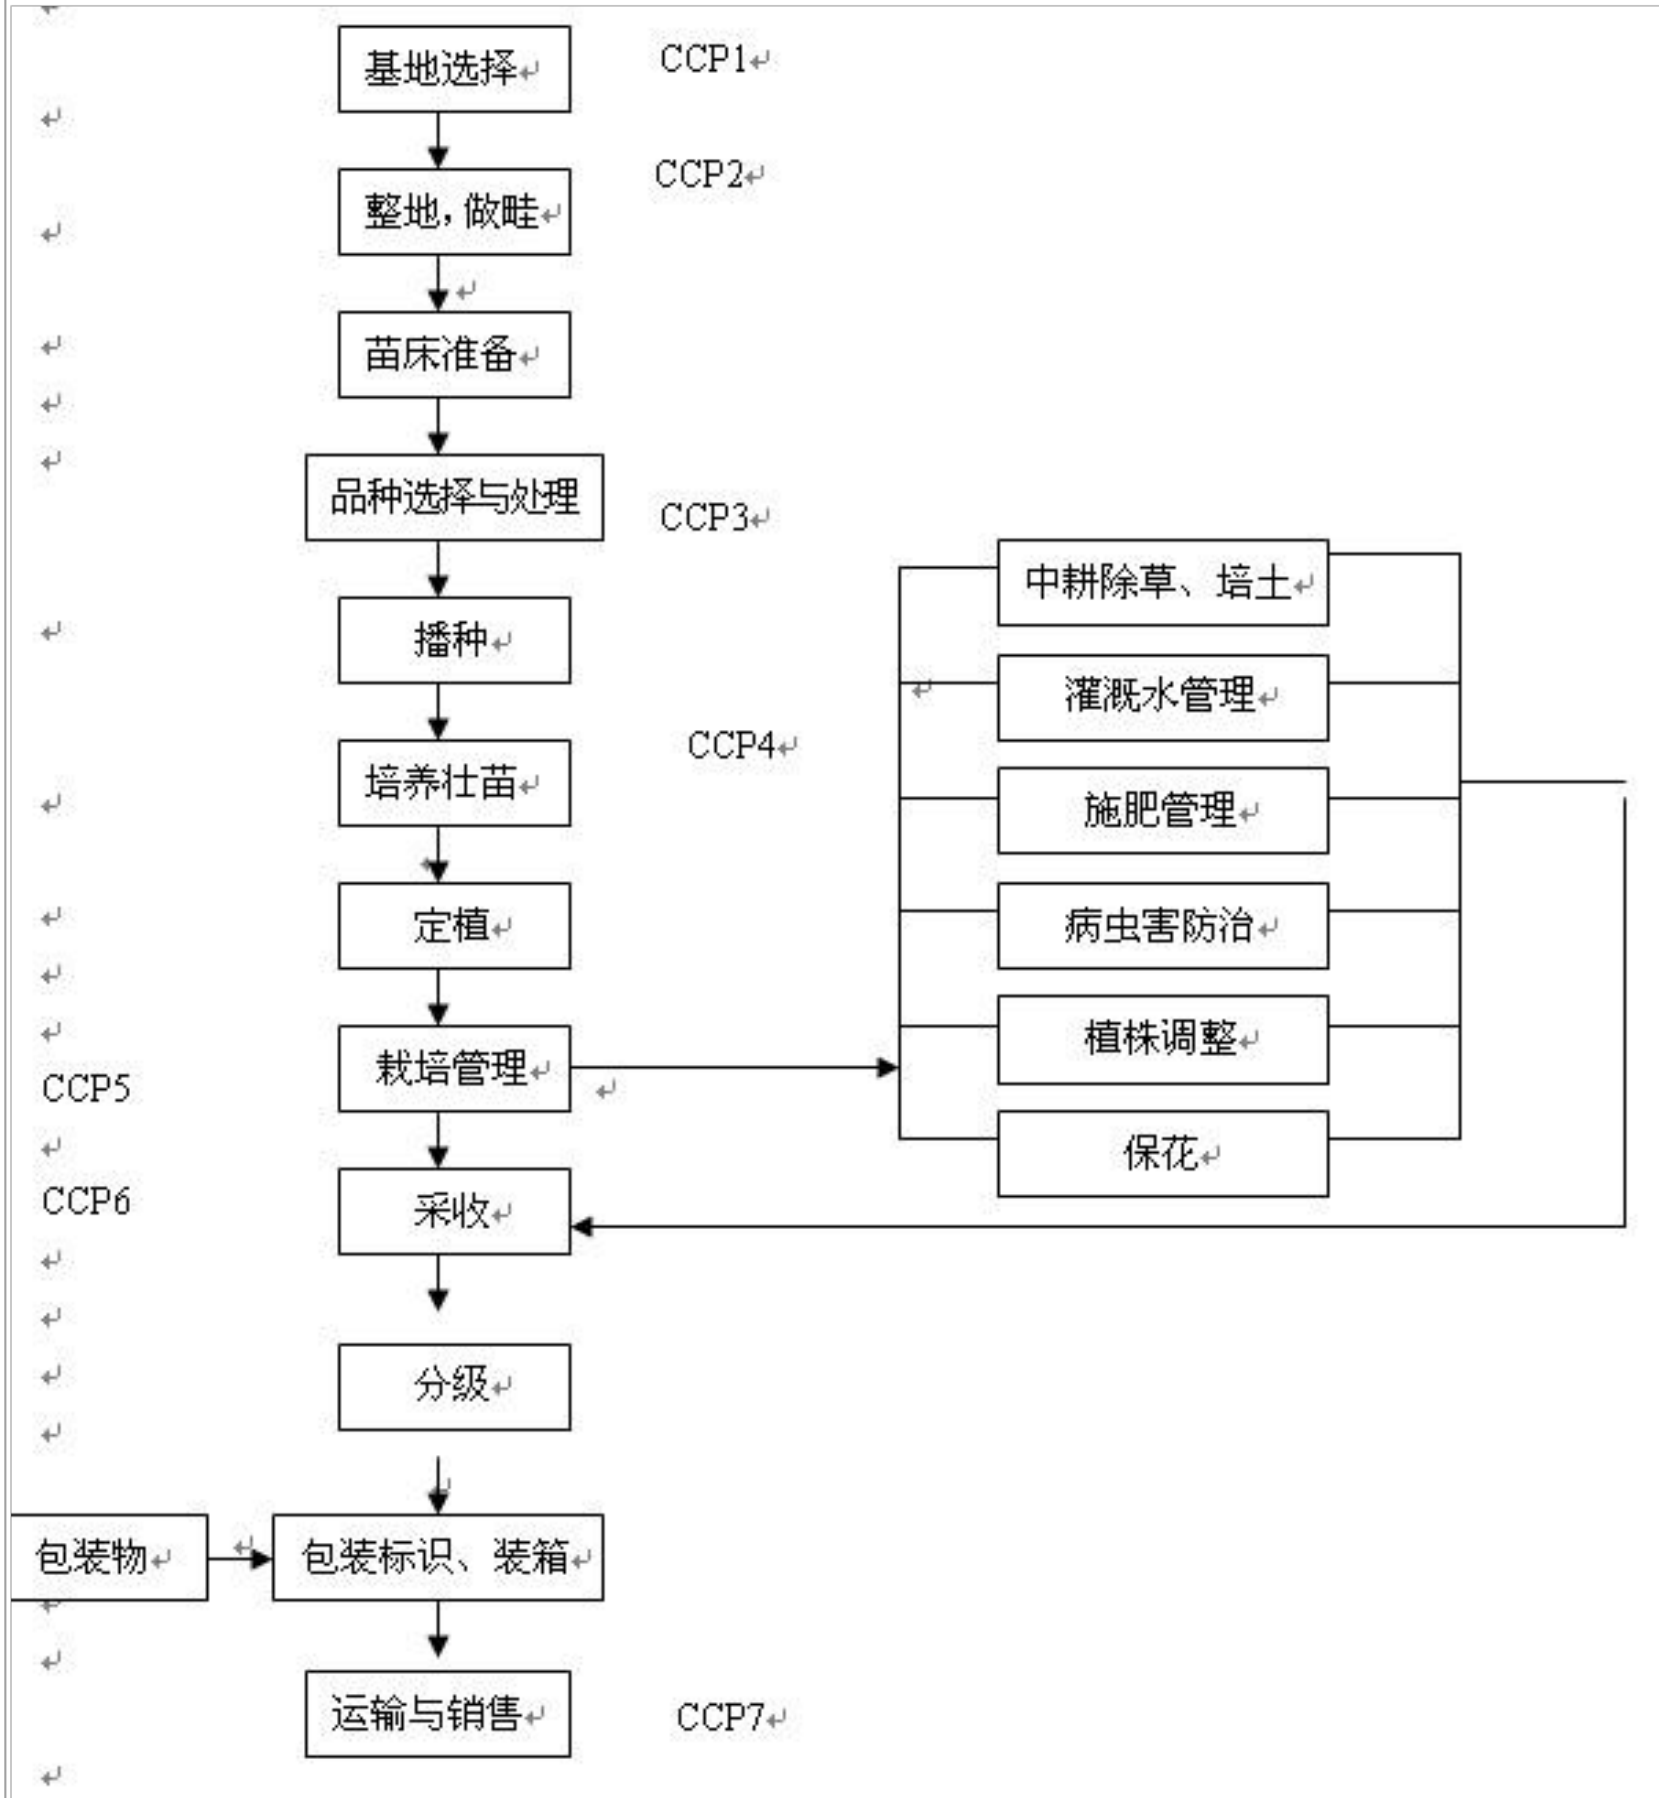 基地选择
CCP1
CCP2
整地，做畦
苗床准备
品种选择与处理
CCP3
播种
培养壮苗
CCP4
定植
栽培管理
中耕除草、培土
灌溉水管理
施肥管理
病虫害防治
植株调整
保花
CCP5
CCP6
采收
分级
包装物
包装标识、装箱
运输与销售
CCP7